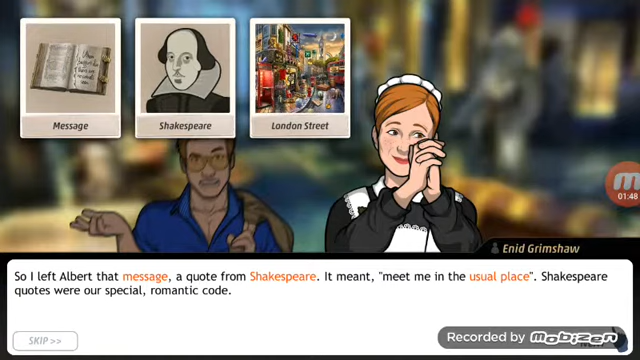 Message
Shakespeare
London Street
01:48
Enid Grimshaw
So I left Albert that message, a quote from Shakespeare. It meant, "meet me in the usual place". Shakespeare
quotes were our special, romantic code.
SKIP >>
Recorded by MOBIZEN